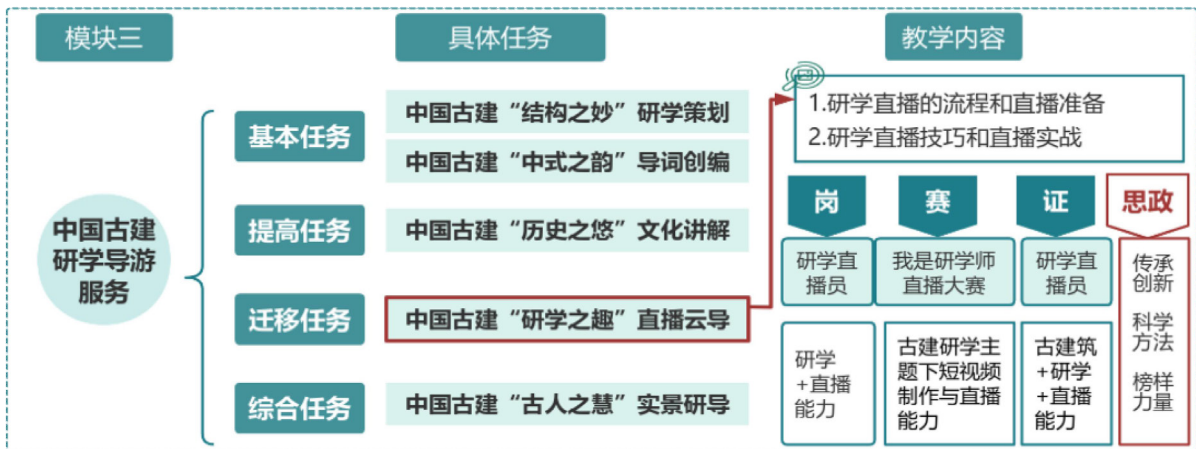 模块三
具体任务
教学内容
中国古建
研学导游
服务
基本任务
中国古建“结构之妙”研学策划
中国古建“中式之韵”导词创编
提高任务
中国古建“历史之悠”文化讲解
迁移任务
中国古建“研学之趣”直播云导
综合任务
中国古建“古人之慧”实景研导
1.研学直播的流程和直播准备
2.研学直播技巧和直播实战
岗
赛
证
思政
研学直
播员
我是研学师
直播大赛
研学直
播员
传承
创新
科学
方法
榜样
力量
研学
+直播
能力
古建研学主
题下短视频
制作与直播
能力
古建筑
+研学
+直播
能力